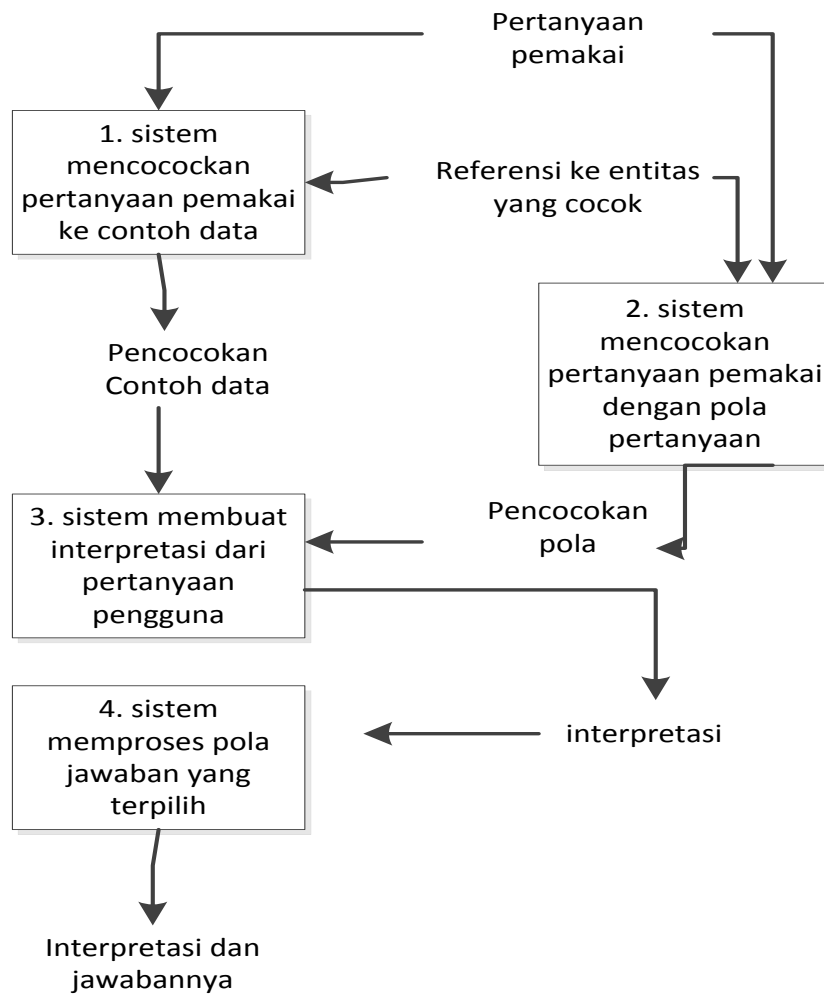 Pertanyaan
pemakai
1. sistem
mencocockan
pertanyaan pemakai
ke contoh data
Referensi ke entitas
yang cocok
2. sistem
mencocokan
pertanyaan pemakai
dengan pola
pertanyaan
Pencocokan
Contoh data
3. sistem membuat
interpretasi dari
pertanyaan
pengguna
Pencocokan
pola
4. sistem
memproses pola
jawaban yang
terpilih
interpretasi
Interpretasi dan
jawabannya